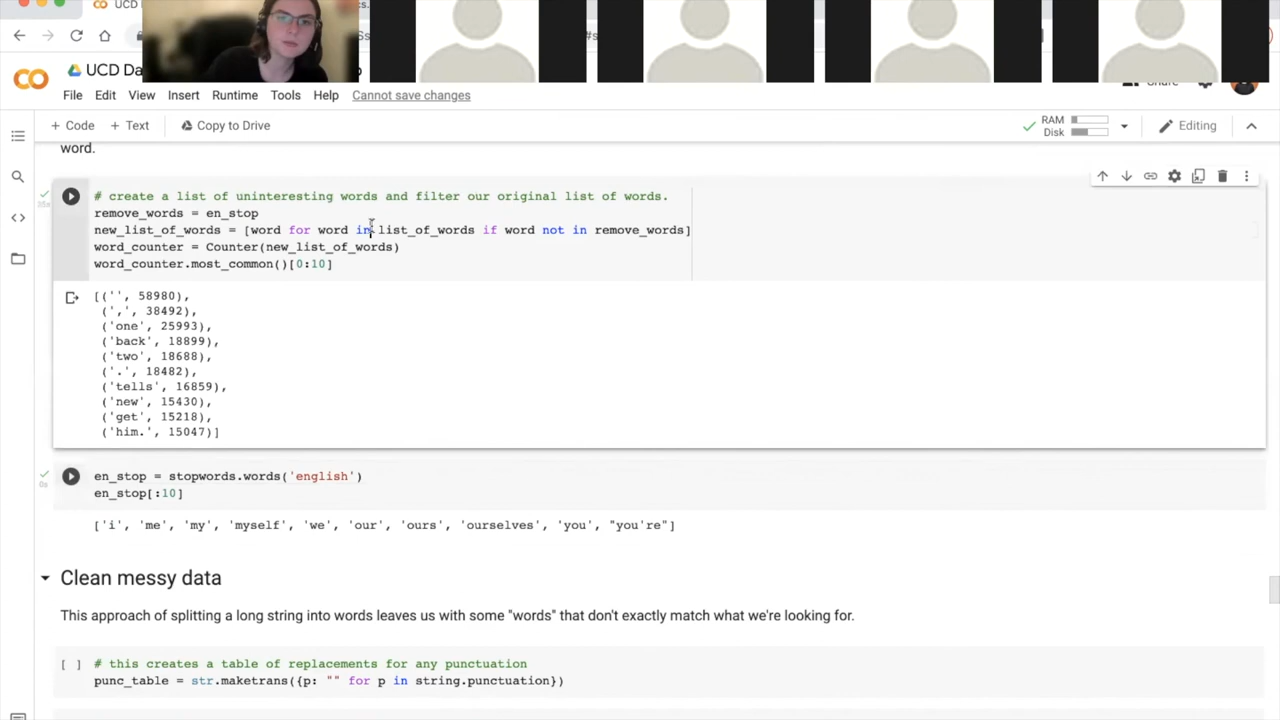 UCD
UCD Da
File Edit View Insert Runtime Tools Help Cannot save changes
+ Code + Text Copy to Drive RAM Disk Editing
word.
# create a list of uninteresting words and filter our original list of words.
remove_words = en_stop
new_list_of_words = [word for word in list_of_words if word not in remove_words]
word_counter = Counter(new_list_of_words)
word_counter.most_common()[0:10]
[('', 58980),
(',', 38492),
('one', 25993),
('back', 18899),
('two', 18688),
('.', 18482),
('tells', 16859),
('new', 15430),
('get', 15218),
('him.', 15047)]
en_stop = stopwords.words('english')
0s
en_stop[:10]
['i', 'me', 'my', 'myself', 'we', 'our', 'ours', 'ourselves', 'you', "you're"]
Clean messy data
This approach of splitting a long string into words leaves us with some "words" that don't exactly match what we're looking for.
[ ] # this creates a table of replacements for any punctuation
punc_table = str.maketrans({p: "" for p in string.punctuation})